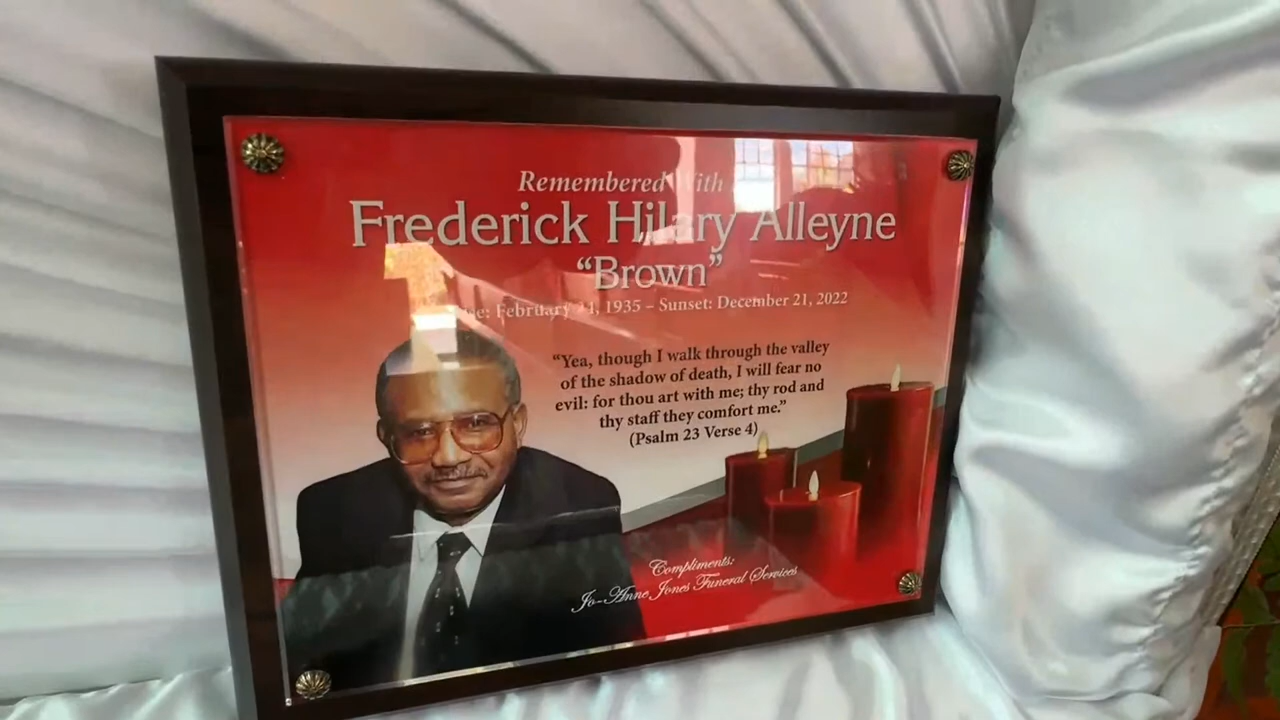 Remembered With
Frederick Hilary Alleyne
“Brown”
February 1935 – Sunset: December 21, 2022
“Yea, though I walk through the valley
of the shadow of death, I will fear no
evil: for thou art with me; thy rod and
thy staff they comfort me.”
(Psalm 23 Verse 4)
Compliments:
Jo-Anne Jones Funeral Services